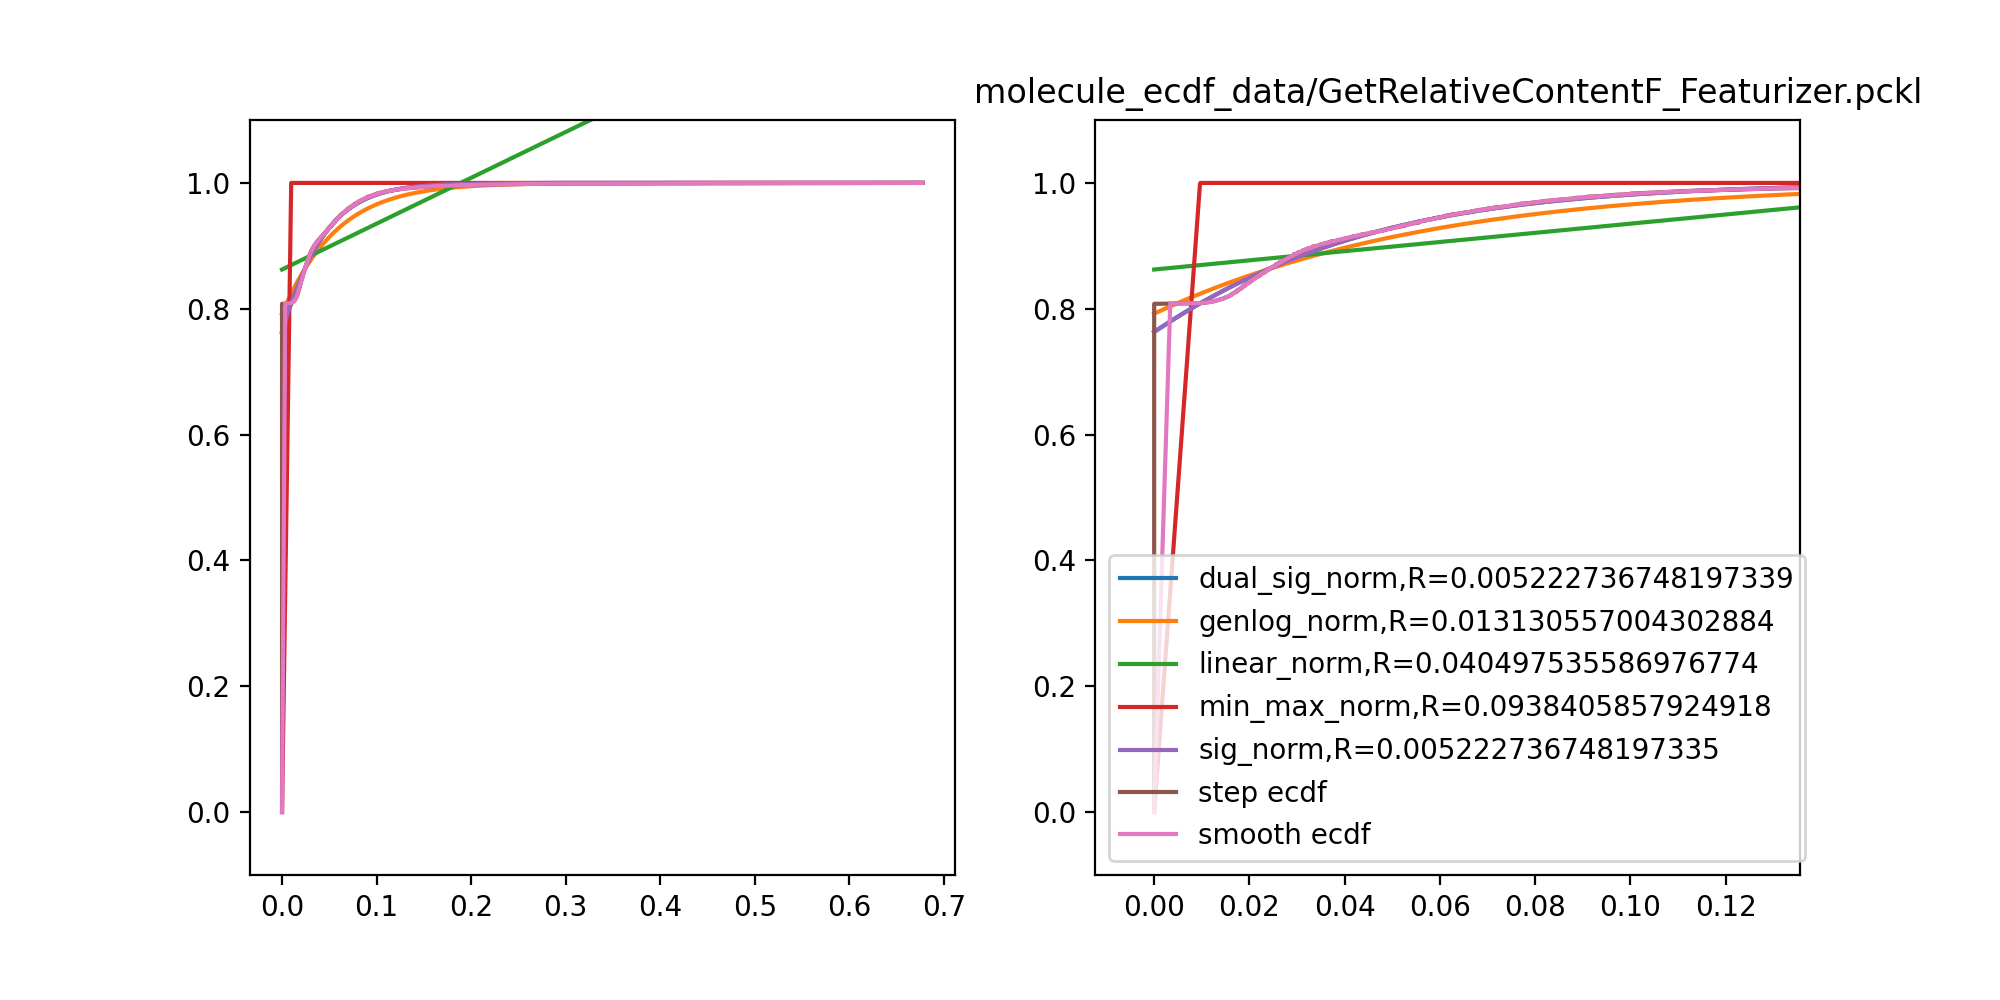 molecule_ecdf_data/GetRelativeContentF_Featurizer.pckl
1.0
0.8
0.6
0.4
0.2
0.0
0.0 0.1 0.2 0.3 0.4 0.5 0.6 0.7
1.0
0.8
0.6
0.4
0.2
0.0
0.00 0.02 0.04 0.06 0.08 0.10 0.12
dual_sig_norm,R=0.005222736748197339
genlog_norm,R=0.013130557004302884
linear_norm,R=0.040497535586976774
min_max_norm,R=0.0938405857924918
sig_norm,R=0.005222736748197335
step ecdf
smooth ecdf